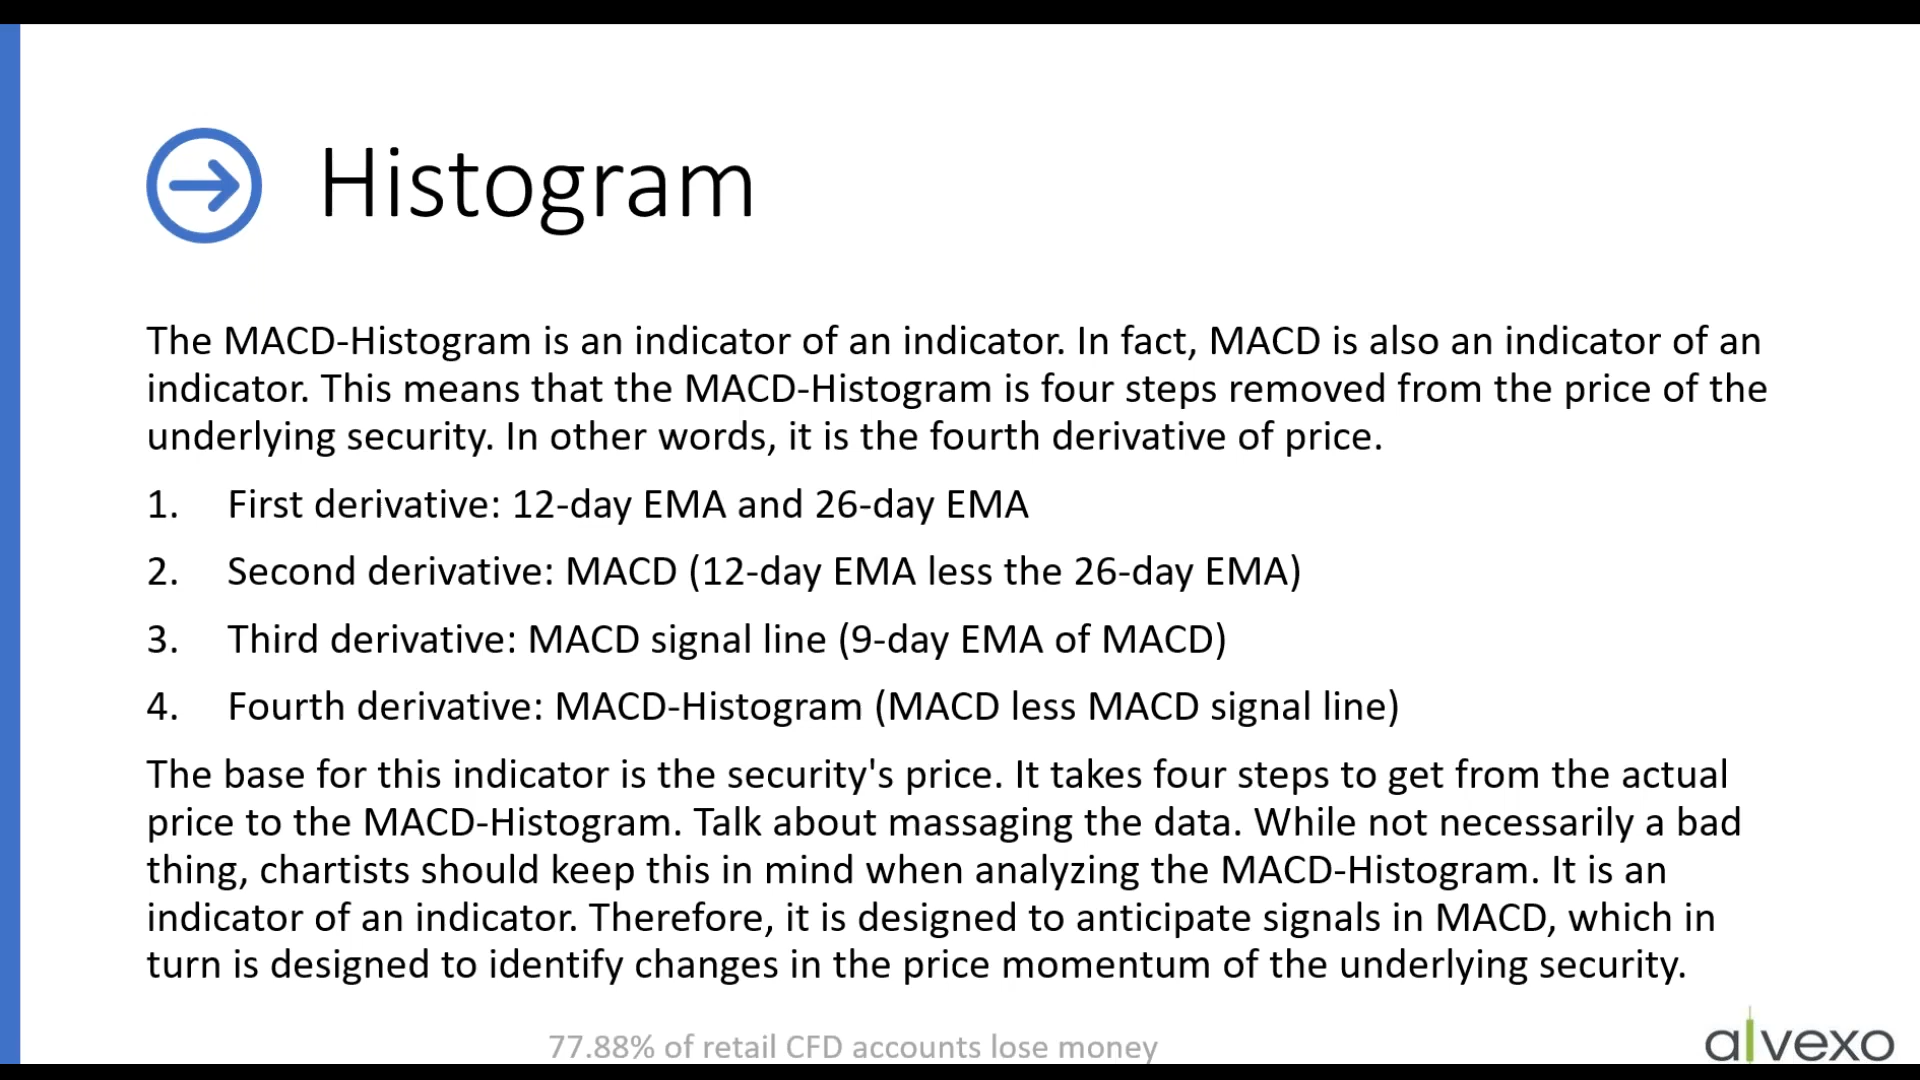 Histogram
The MACD-Histogram is an indicator of an indicator. In fact, MACD is also an indicator of an
indicator. This means that the MACD-Histogram is four steps removed from the price of the
underlying security. In other words, it is the fourth derivative of price.
1. First derivative: 12-day EMA and 26-day EMA
2. Second derivative: MACD (12-day EMA less the 26-day EMA)
3. Third derivative: MACD signal line (9-day EMA of MACD)
4. Fourth derivative: MACD-Histogram (MACD less MACD signal line)
The base for this indicator is the security's price. It takes four steps to get from the actual
price to the MACD-Histogram. Talk about massaging the data. While not necessarily a bad
thing, chartists should keep this in mind when analyzing the MACD-Histogram. It is an
indicator of an indicator. Therefore, it is designed to anticipate signals in MACD, which in
turn is designed to identify changes in the price momentum of the underlying security.
77.88% of retail CFD accounts lose money
alvexo